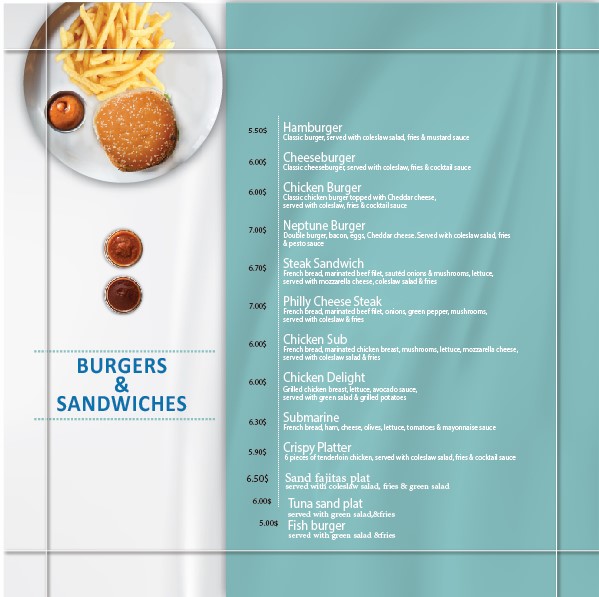 BURGERS
&
SANDWICHES
5.50$ Hamburger
Classic burger, served with coleslaw salad, fries & mustard sauce
6.00$ Cheeseburger
Classic cheeseburger, served with coleslaw, fries & cocktail sauce
6.00$ Chicken Burger
Classic chicken burger topped with Cheddar cheese,
served with coleslaw, fries & cocktail sauce
7.00$ Neptune Burger
Double burger, bacon, eggs, Cheddar cheese. Served with coleslaw salad, fries
& pesto sauce
6.70$ Steak Sandwich
French bread, marinated beef filet, sautéd onions & mushrooms, lettuce,
served with mozzarella cheese, coleslaw salad & fries
7.00$ Philly Cheese Steak
French bread, marinated beef filet, onions, green pepper, mushrooms,
served with coleslaw & fries
6.00$ Chicken Sub
French bread, marinated chicken breast, mushrooms, lettuce, mozzarella cheese,
served with coleslaw salad & fries
6.00$ Chicken Delight
Grilled chicken breast, lettuce, avocado sauce,
served with green salad & grilled potatoes
6.30$ Submarine
French bread, ham, cheese, olives, lettuce, tomatoes & mayonnaise sauce
5.90$ Crispy Platter
6 pieces of tenderloin chicken, served with coleslaw salad, fries & cocktail sauce
6.50$ Sand fajitas plat
served with coleslaw salad, fries & green salad
6.00$ Tuna sand plat
served with green salad,&fries
5.00$ Fish burger
served with green salad &fries